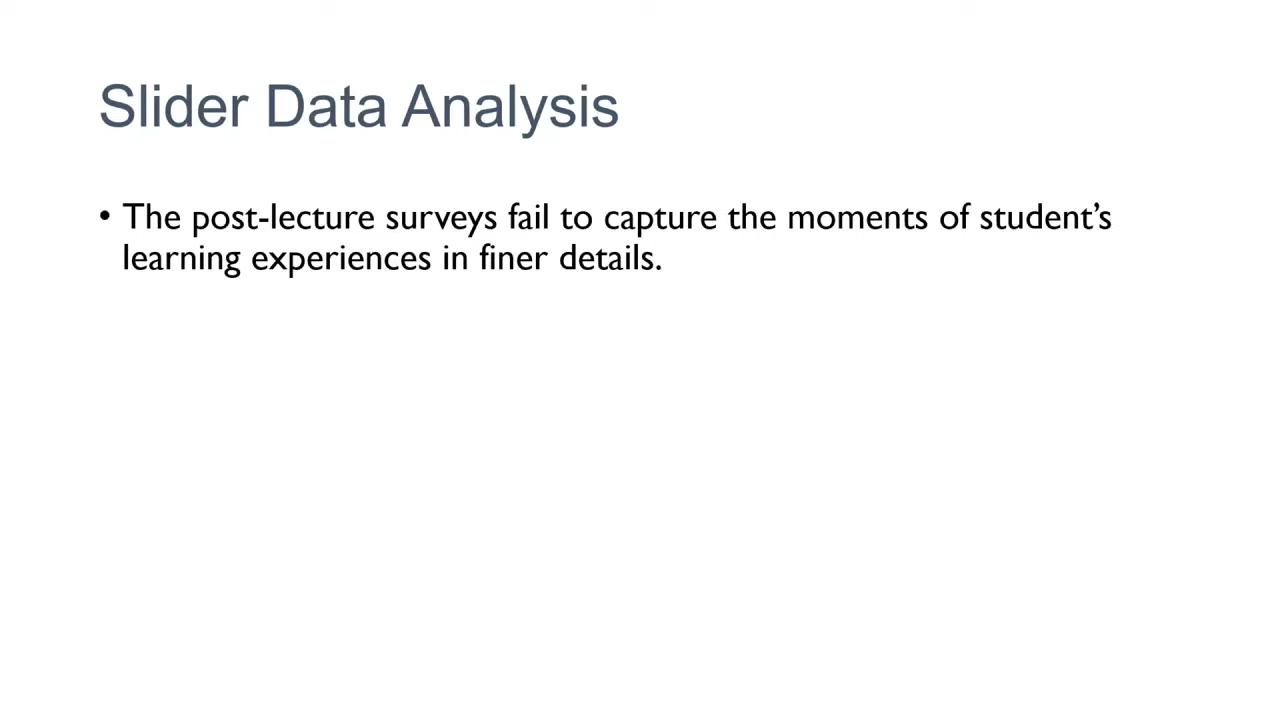 Slider Data Analysis
• The post-lecture surveys fail to capture the moments of student’s
learning experiences in finer details.